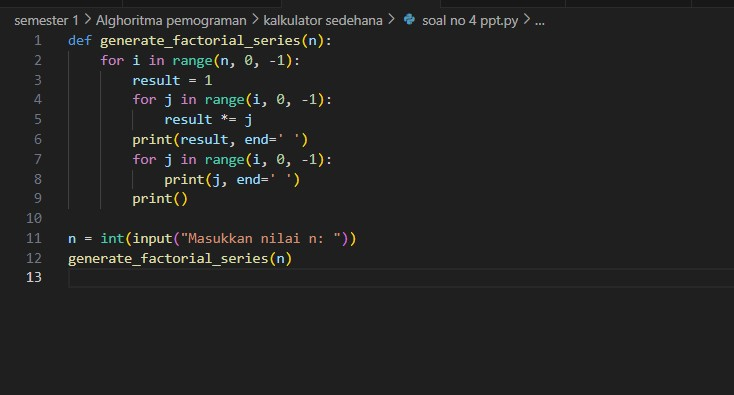 semester 1 > Alghoritma pemograman > kalkulator sedehana > soal no 4 ppt.py > ...
1 def generate_factorial_series(n):
2     for i in range(n, 0, -1):
3         result = 1
4         for j in range(i, 0, -1):
5             result *= j
6         print(result, end=' ')
7         for j in range(i, 0, -1):
8             print(j, end=' ')
9         print()
10
11 n = int(input("Masukkan nilai n: "))
12 generate_factorial_series(n)
13